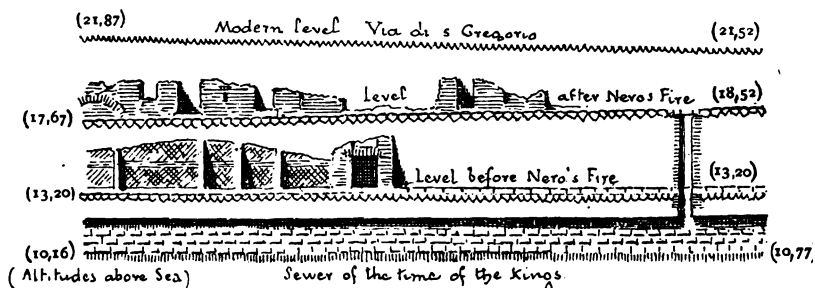 (21,87) Modern level Via di s Gregorio (21,52)
level after Nero's Fire (18,52)
(17,67)
Level before Nero's Fire (13,20)
(13,20)
(10,16) (10,77)
(Altitudes above Sea) Sewer of the time of the Kings